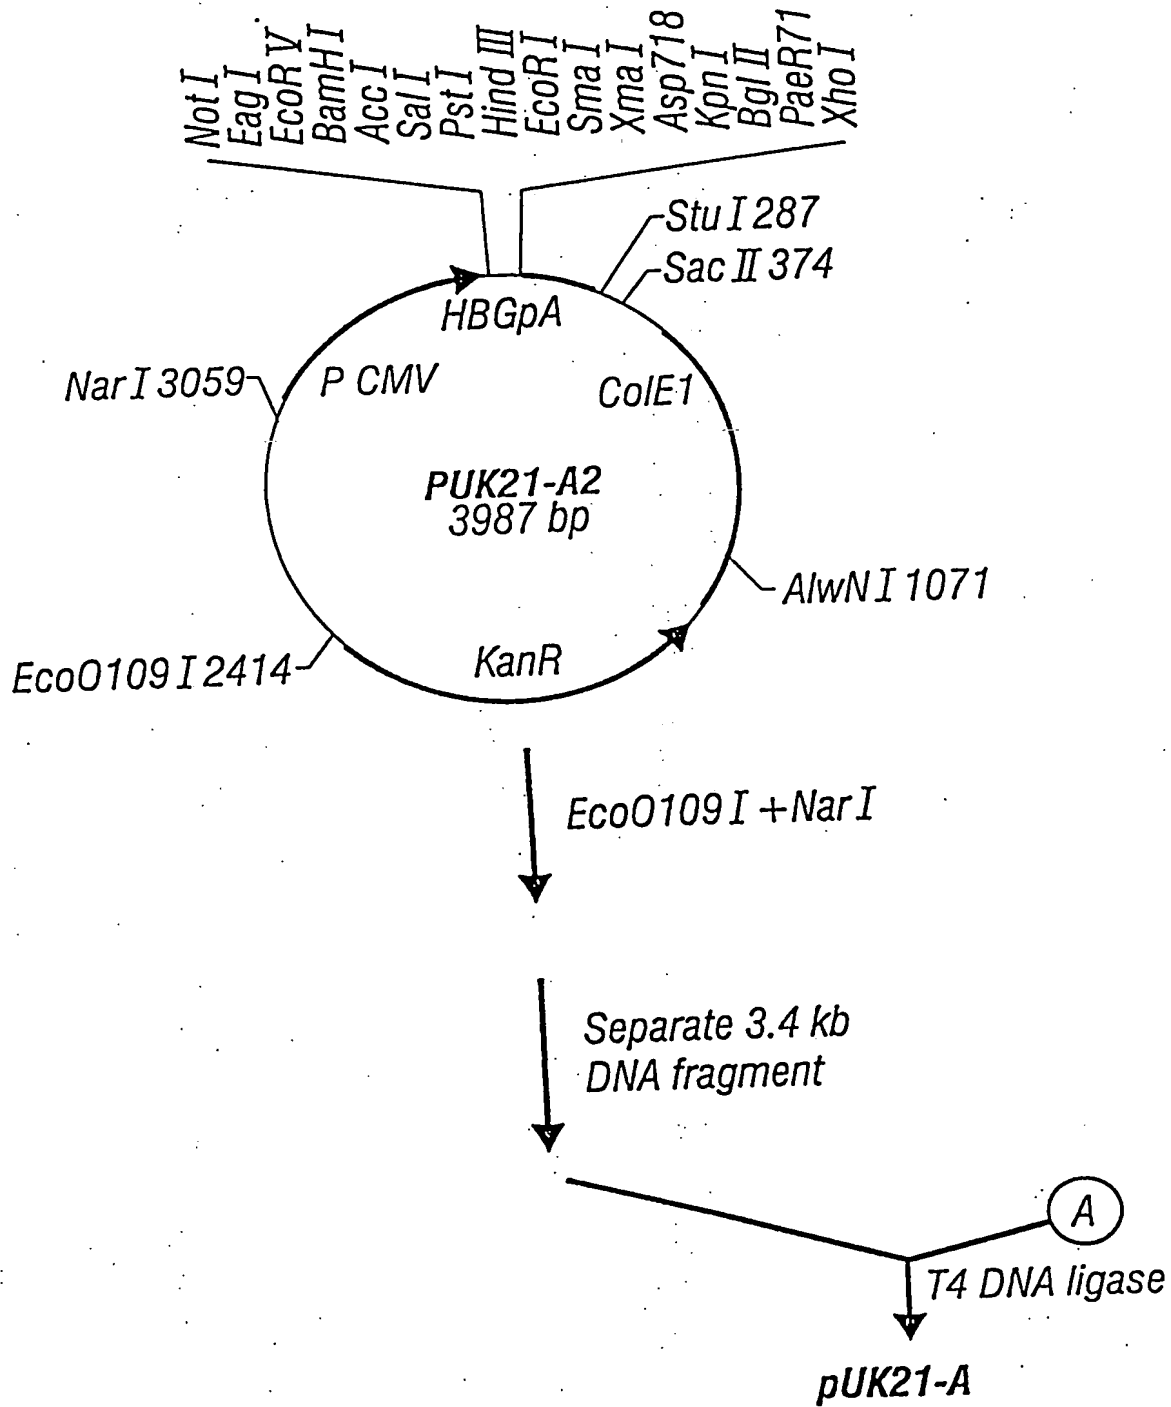 Not I
Eag I
EcoR V
BamH I
Acc I
Sal I
Pst I
Hind III
EcoR I
Sma I
Xma I
Asp718
Kpn I
Bgl II
PaeR71
Xho I
Stu I 287
Sac II 374
HBGpA
NarI 3059
P CMV
ColE1
PUK21-A2
3987 bp
AlwN I 1071
EcoO109 I 2414
KanR
EcoO109 I + Nar I
Separate 3.4 kb
DNA fragment
A
T4 DNA ligase
pUK21-A